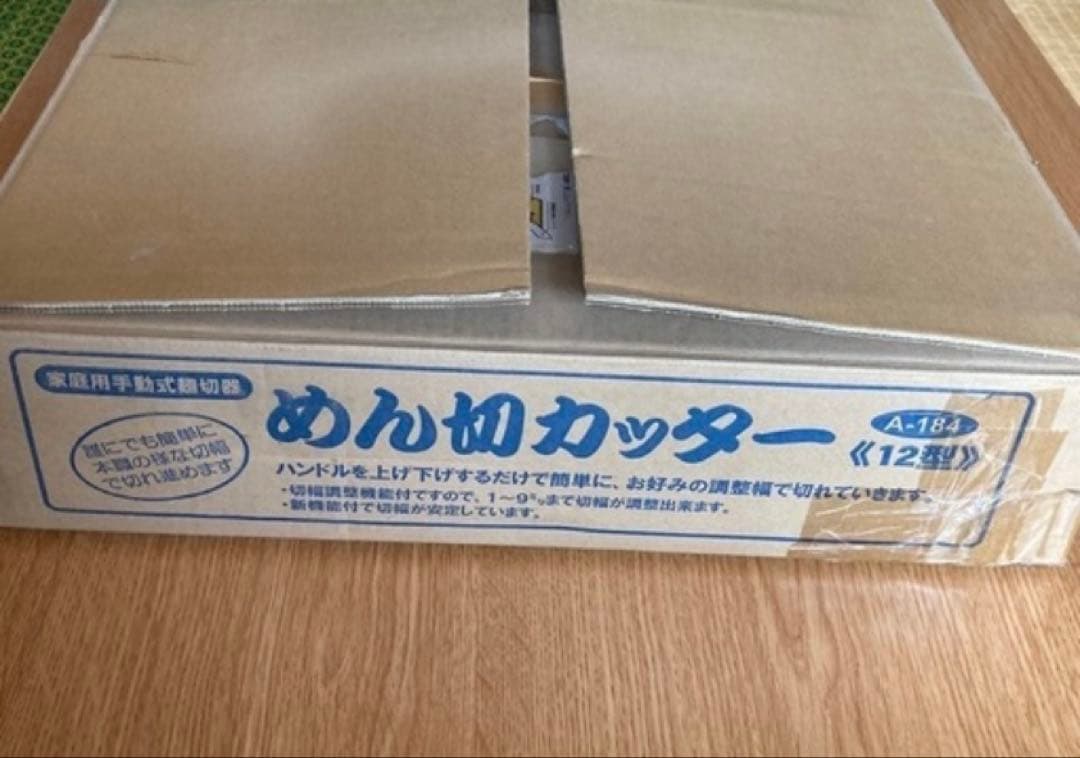 家庭用手動式麺切器
めん切カッター
A-184
《12型》
誰にでも簡単に
本職の様な切幅
で切れ進めます
ハンドルを上げ下げするだけで簡単に、お好みの調整幅で切れていきます。
・切幅調整機能付ですので、1〜9㍉まで切幅が調整出来ます。
・新機能付で切幅が安定しています。